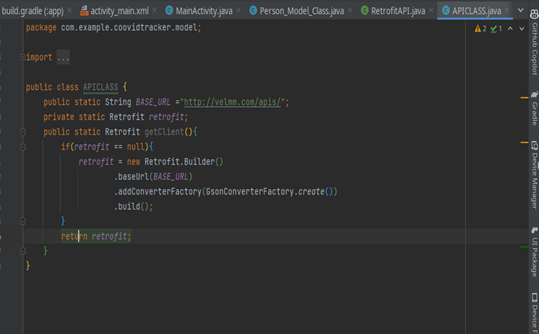 build.gradle (:app)
activity_main.xml
MainActivity.java
Person_Model_Class.java
RetrofitAPI.java
APICLASS.java
package com.example.coovidtracker.model;
2 1
import ...
public class APICLASS {
public static String BASE_URL ="http://velmm.com/apis/";
private static Retrofit retrofit;
public static Retrofit getClient(){
if(retrofit == null){
retrofit = new Retrofit.Builder()
.baseUrl(BASE_URL)
.addConverterFactory(GsonConverterFactory.create())
.build();
}
return retrofit;
}
}
GitHub Copilot
Gradle
Device Manager
UI Package
Device